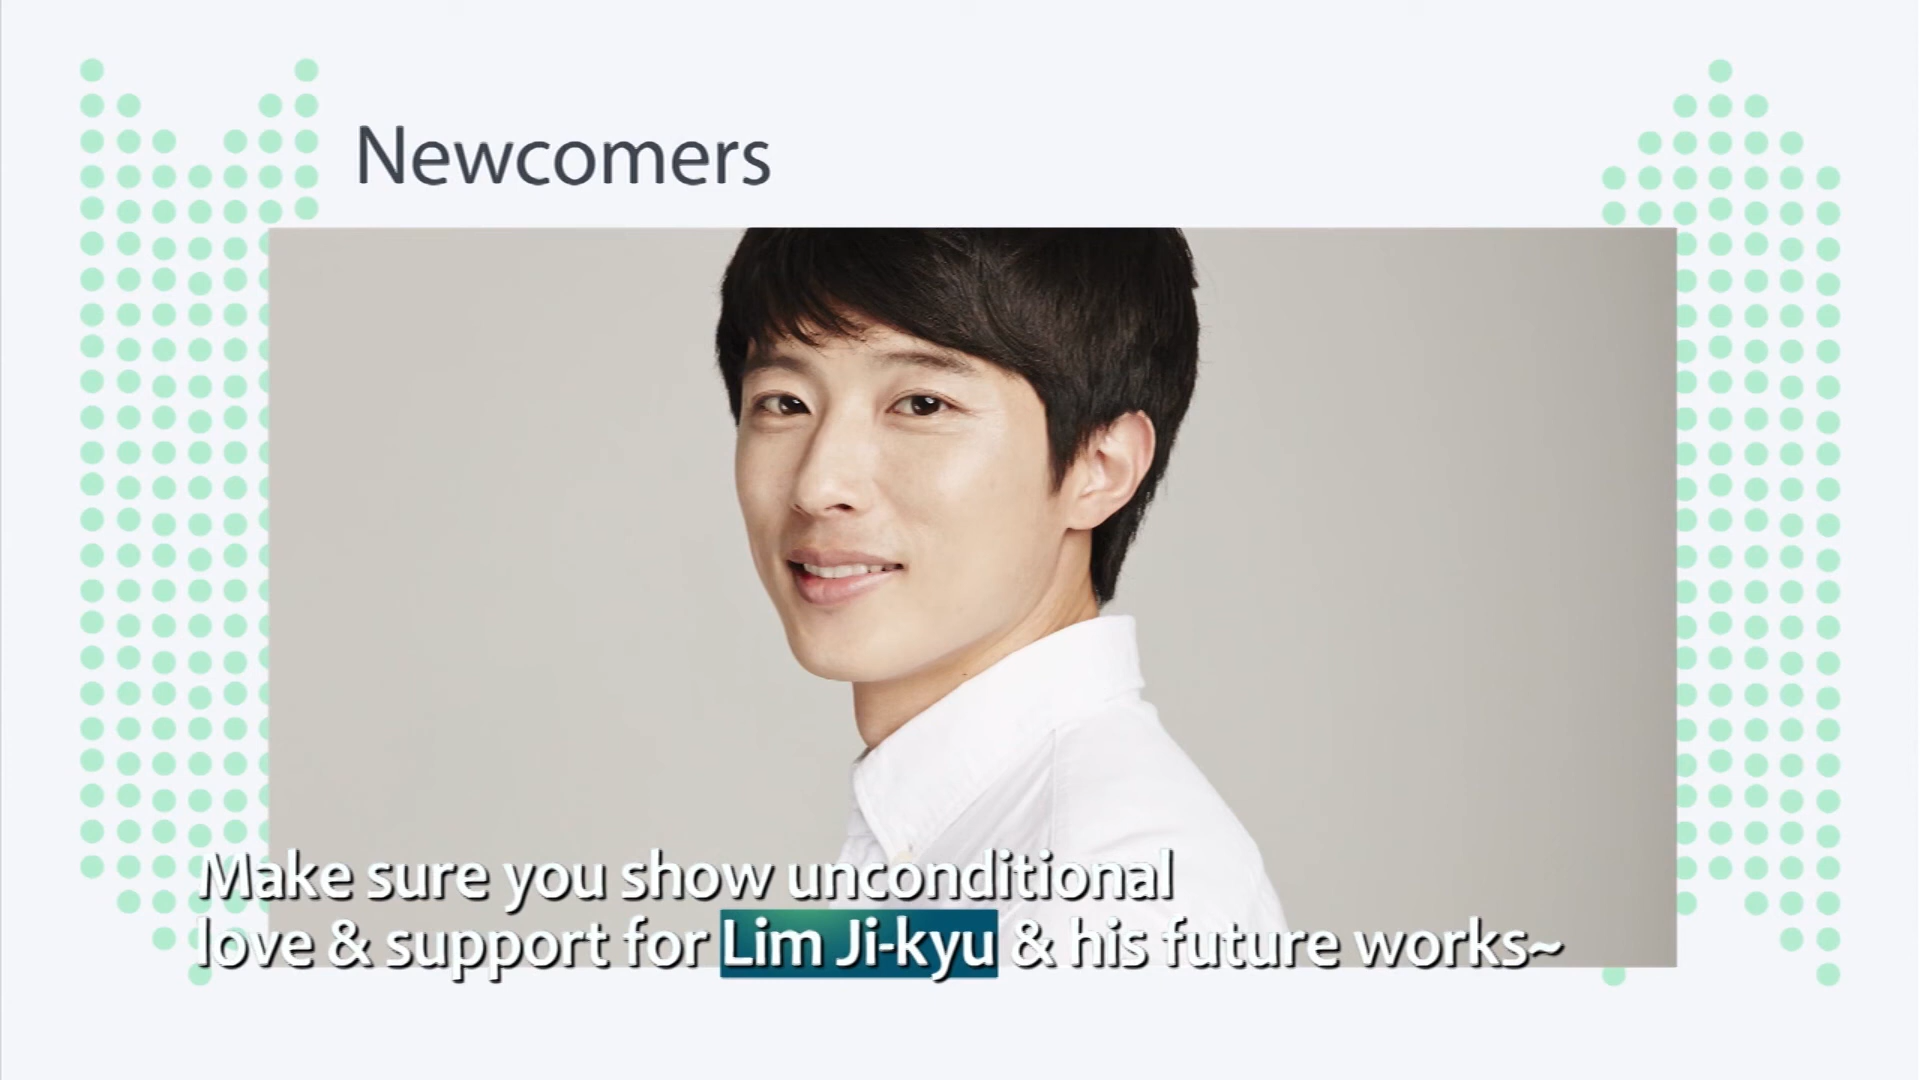 Newcomers
Make sure you show unconditional
love & support for Lim Ji-kyu & his future works~